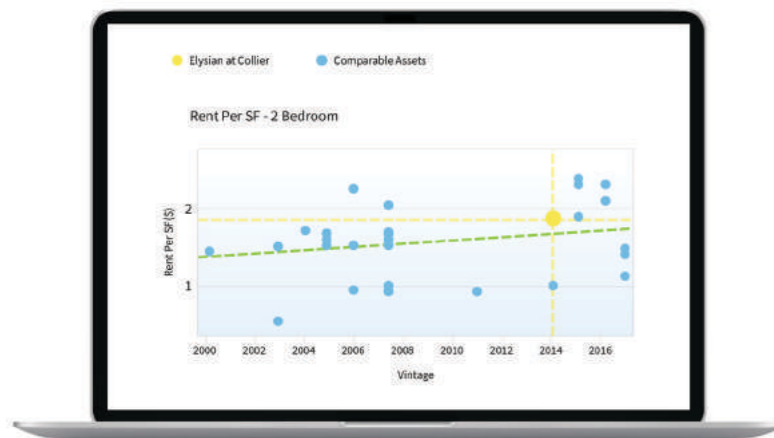 Elysian at Collier
Comparable Assets
Rent Per SF - 2 Bedroom
Rent Per SF($)
2
1
2000 2002 2004 2006 2008 2010 2012 2014 2016
Vintage